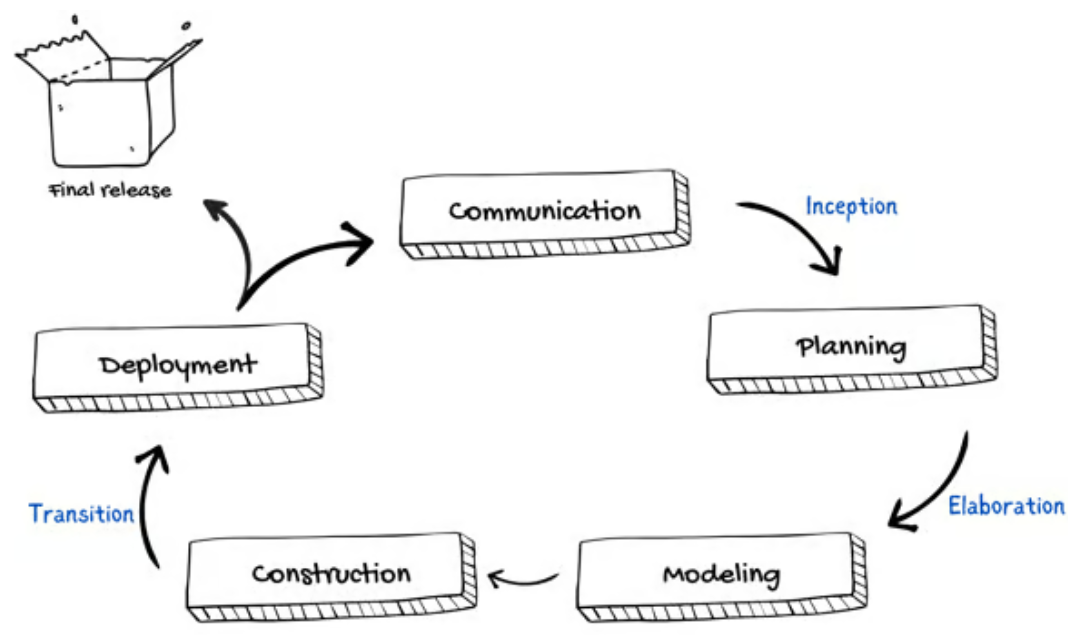 Final release
Communication
Inception
Planning
Deployment
Elaboration
Transition
Construction
Modeling